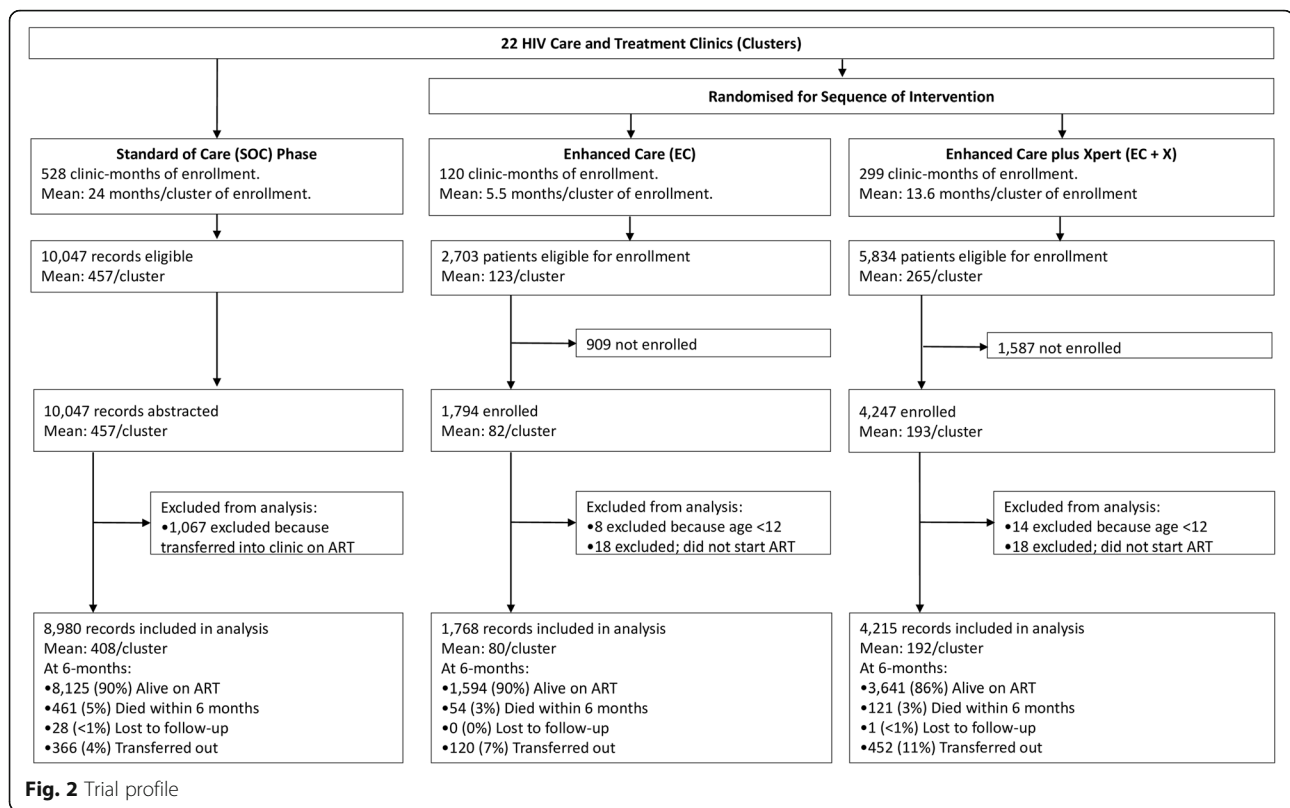 22 HIV Care and Treatment Clinics (Clusters)
Randomised for Sequence of Intervention
Standard of Care (SOC) Phase
528 clinic-months of enrollment.
Mean: 24 months/cluster of enrollment.
Enhanced Care (EC)
120 clinic-months of enrollment.
Mean: 5.5 months/cluster of enrollment.
Enhanced Care plus Xpert (EC + X)
299 clinic-months of enrollment.
Mean: 13.6 months/cluster of enrollment
10,047 records eligible
Mean: 457/cluster
2,703 patients eligible for enrollment
Mean: 123/cluster
5,834 patients eligible for enrollment
Mean: 265/cluster
909 not enrolled
1,587 not enrolled
10,047 records abstracted
Mean: 457/cluster
1,794 enrolled
Mean: 82/cluster
4,247 enrolled
Mean: 193/cluster
Excluded from analysis:
•1,067 excluded because
transferred into clinic on ART
Excluded from analysis:
•8 excluded because age <12
•18 excluded; did not start ART
Excluded from analysis:
•14 excluded because age <12
•18 excluded; did not start ART
8,980 records included in analysis
Mean: 408/cluster
At 6-months:
•8,125 (90%) Alive on ART
•461 (5%) Died within 6 months
•28 (<1%) Lost to follow-up
•366 (4%) Transferred out
1,768 records included in analysis
Mean: 80/cluster
At 6-months:
•1,594 (90%) Alive on ART
•54 (3%) Died within 6 months
•0 (0%) Lost to follow-up
•120 (7%) Transferred out
4,215 records included in analysis
Mean: 192/cluster
At 6-months:
•3,641 (86%) Alive on ART
•121 (3%) Died within 6 months
•1 (<1%) Lost to follow-up
•452 (11%) Transferred out
Fig. 2 Trial profile